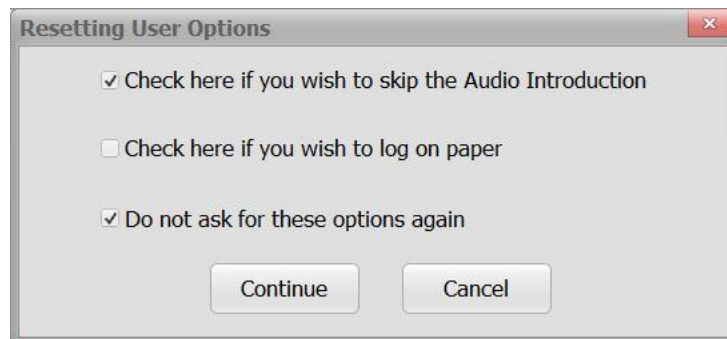 Resetting User Options
Check here if you wish to skip the Audio Introduction
Check here if you wish to log on paper
Do not ask for these options again
Continue Cancel